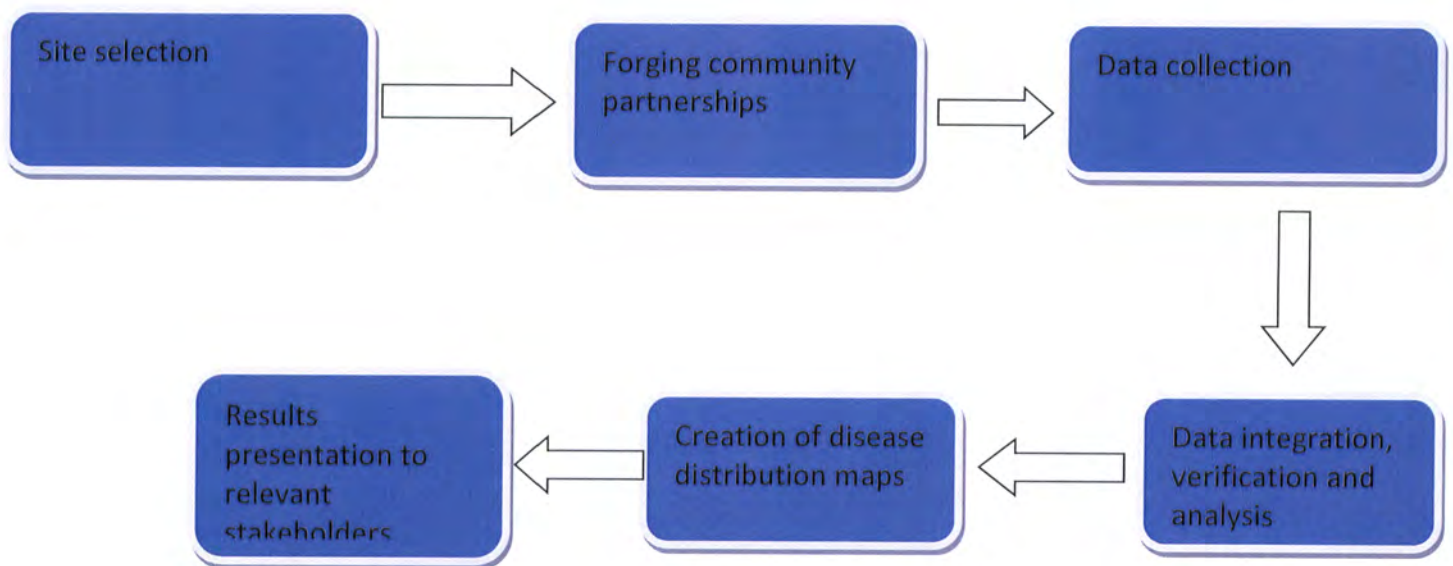 Site selection
Forging community
partnerships
Data collection
Data integration,
verification and
analysis
Creation of disease
distribution maps
Results
presentation to
relevant
stakeholders